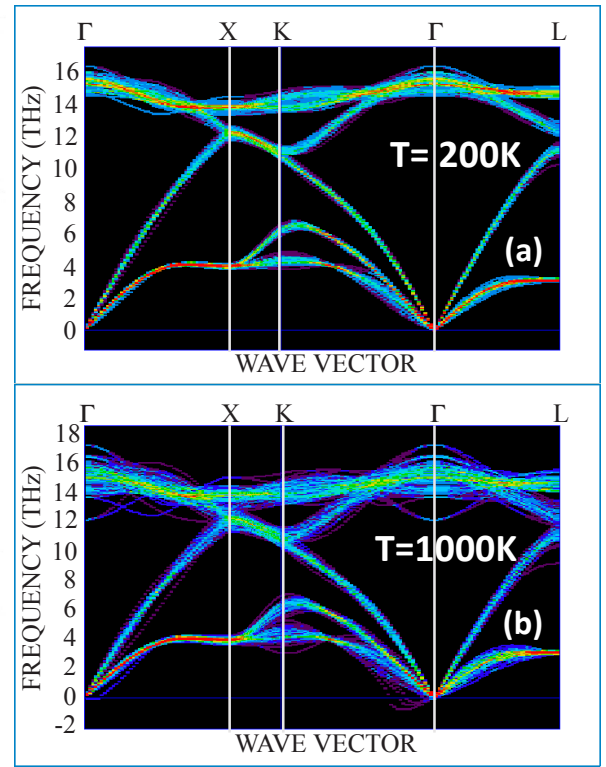 Γ X K Γ L
16
14
12
10
8
6
4
2
0
FREQUENCY (THz)
T= 200K
(a)
WAVE VECTOR
Γ X K Γ L
18
16
14
12
10
8
6
4
2
0
-2
FREQUENCY (THz)
T=1000K
(b)
WAVE VECTOR